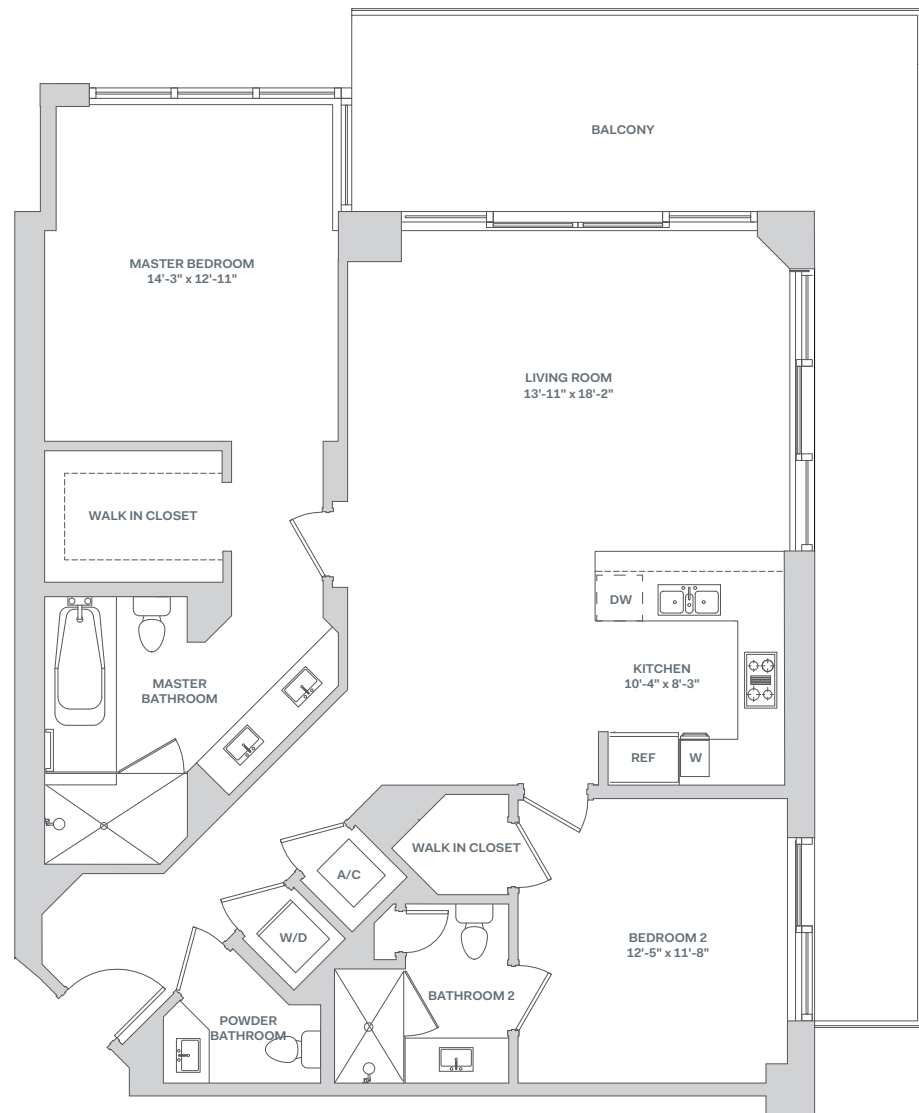 BALCONY
MASTER BEDROOM
14'-3" x 12'-11"
LIVING ROOM
13'-11" x 18'-2"
WALK IN CLOSET
DW
KITCHEN
10'-4" x 8'-3"
MASTER
BATHROOM
REF
W
WALK IN CLOSET
A/C
W/D
BEDROOM 2
12'-5" x 11'-8"
BATHROOM 2
POWDER
BATHROOM